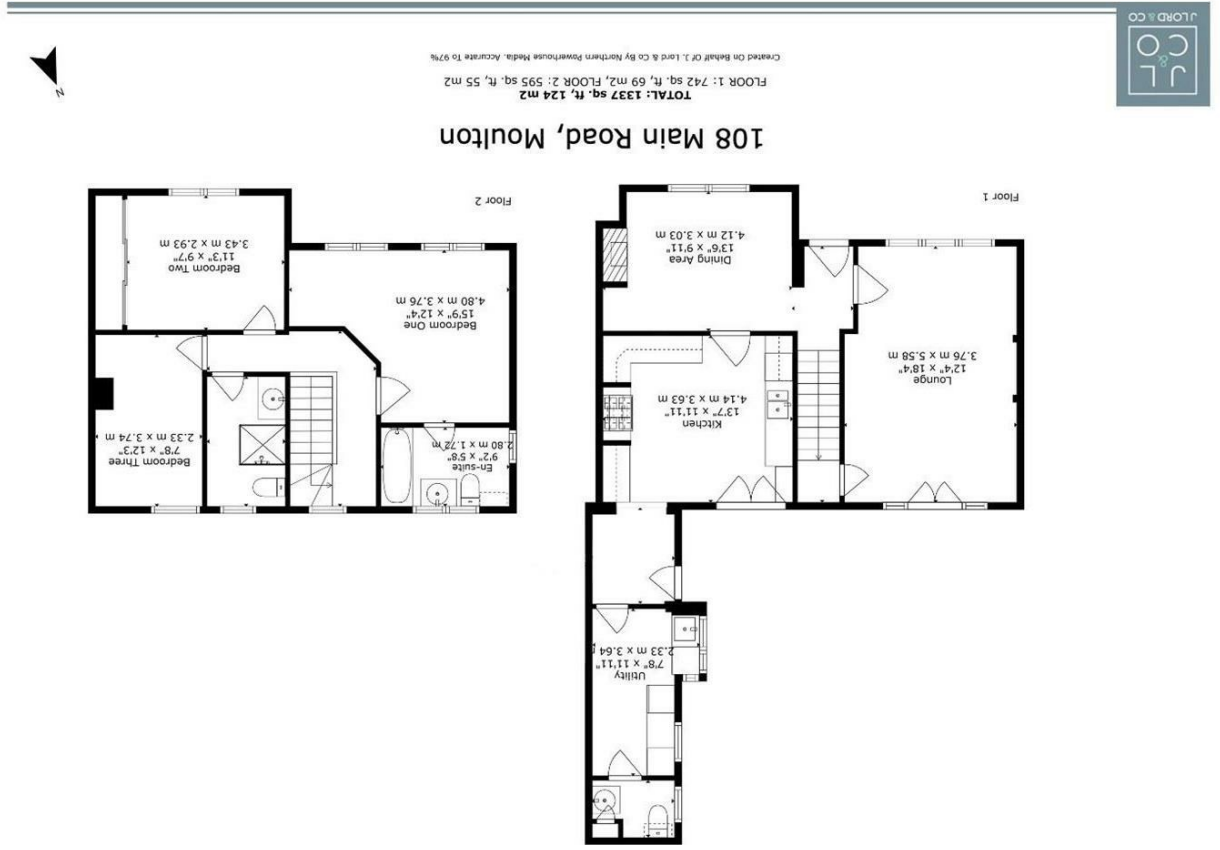 Utility
7'8" x 11'11"
2.33 m x 3.64
Lounge
12'4" x 18'4"
3.76 m x 5.58 m
Kitchen
13'7" x 11'11"
4.14 m x 3.63 m
Dining Area
13'6" x 9'11"
4.12 m x 3.03 m
Floor 1
En-suite
9'2" x 5'8"
2.80 m x 1.72 m
Bedroom Three
7'8" x 12'3"
2.33 m x 3.74 m
Bedroom One
15'9" x 12'4"
4.80 m x 3.76 m
Bedroom Two
11'3" x 9'7"
3.43 m x 2.93 m
Floor 2
108 Main Road, Moulton
TOTAL: 1337 sq. ft, 124 m2
FLOOR 1: 742 sq. ft, 69 m2, FLOOR 2: 595 sq. ft, 55 m2
Created On Behalf Of J. Lord & Co By Northern Powerhouse Media. Accurate To 97%
N
JL
&
CO
J LORD & CO